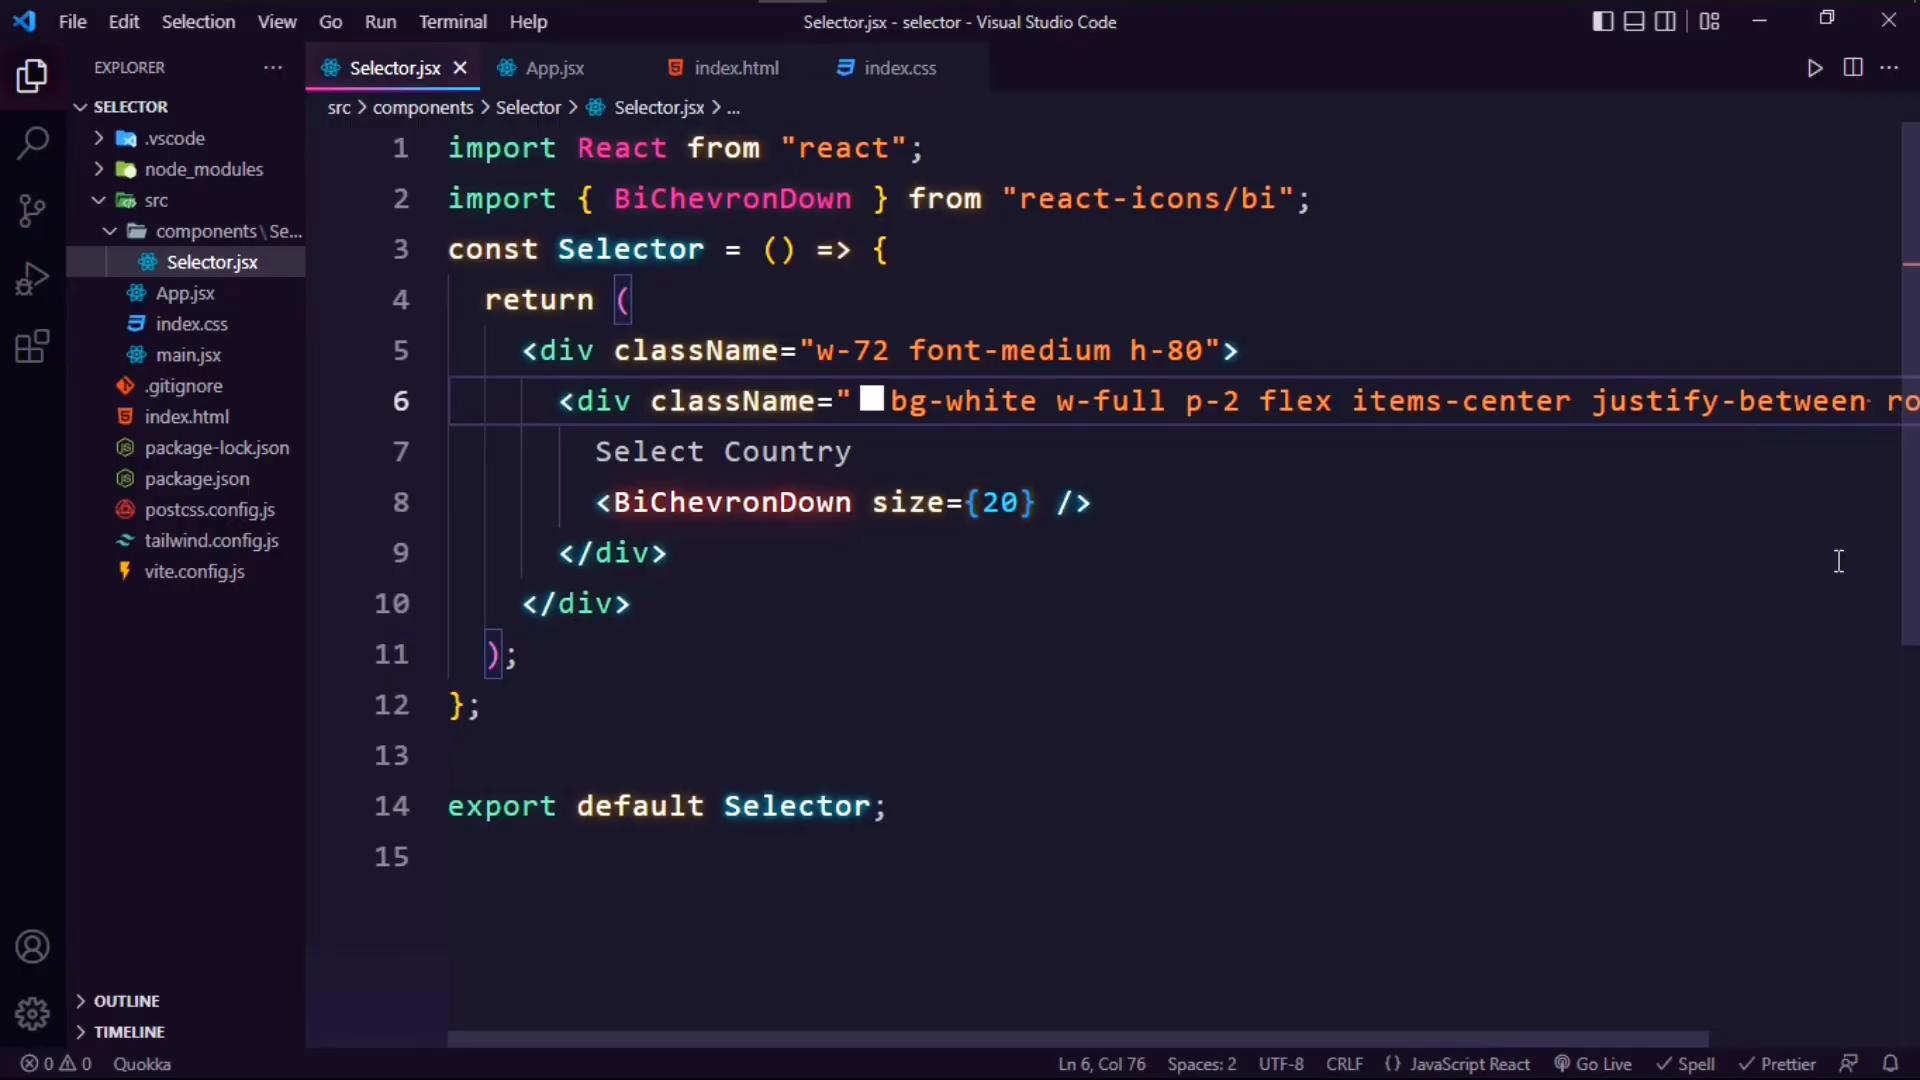 File Edit Selection View Go Run Terminal Help
Selector.jsx - selector - Visual Studio Code
EXPLORER
SELECTOR
.vscode
node_modules
src
components\Se...
Selector.jsx
App.jsx
index.css
main.jsx
.gitignore
index.html
package-lock.json
package.json
postcss.config.js
tailwind.config.js
vite.config.js
OUTLINE
TIMELINE
Selector.jsx App.jsx index.html index.css
src > components > Selector > Selector.jsx > ...
1 import React from "react";
2 import { BiChevronDown } from "react-icons/bi";
3 const Selector = () => {
4 return (
5 <div className="w-72 font-medium h-80">
6 <div className="bg-white w-full p-2 flex items-center justify-between ro
7 Select Country
8 <BiChevronDown size={20} />
9 </div>
10 </div>
11 );
12 };
13
14 export default Selector;
15
0 0 Quokka
Ln 6, Col 76 Spaces: 2 UTF-8 CRLF {} JavaScript React Go Live Spell Prettier